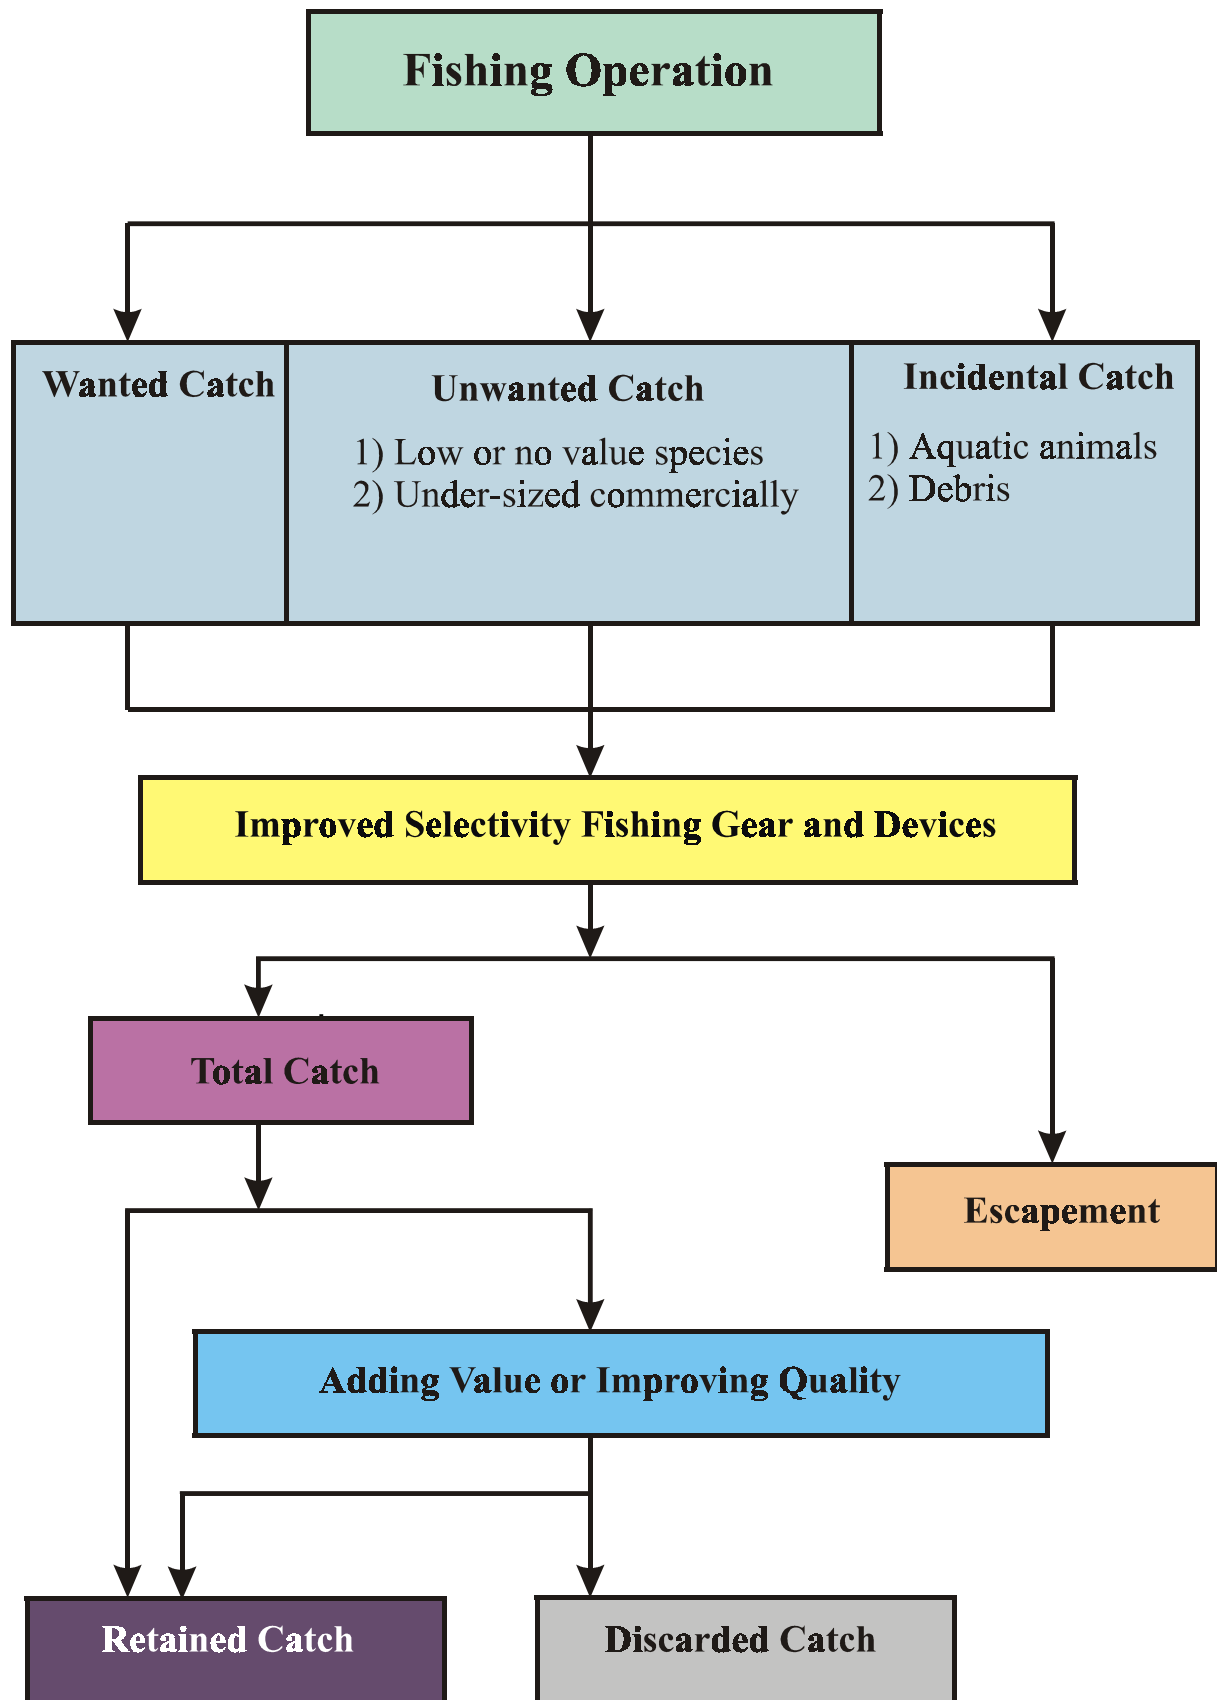 Fishing Operation
Wanted Catch
Unwanted Catch
1) Low or no value species
2) Under-sized commercially
Incidental Catch
1) Aquatic animals
2) Debris
Improved Selectivity Fishing Gear and Devices
Total Catch
Escapement
Adding Value or Improving Quality
Retained Catch
Discarded Catch